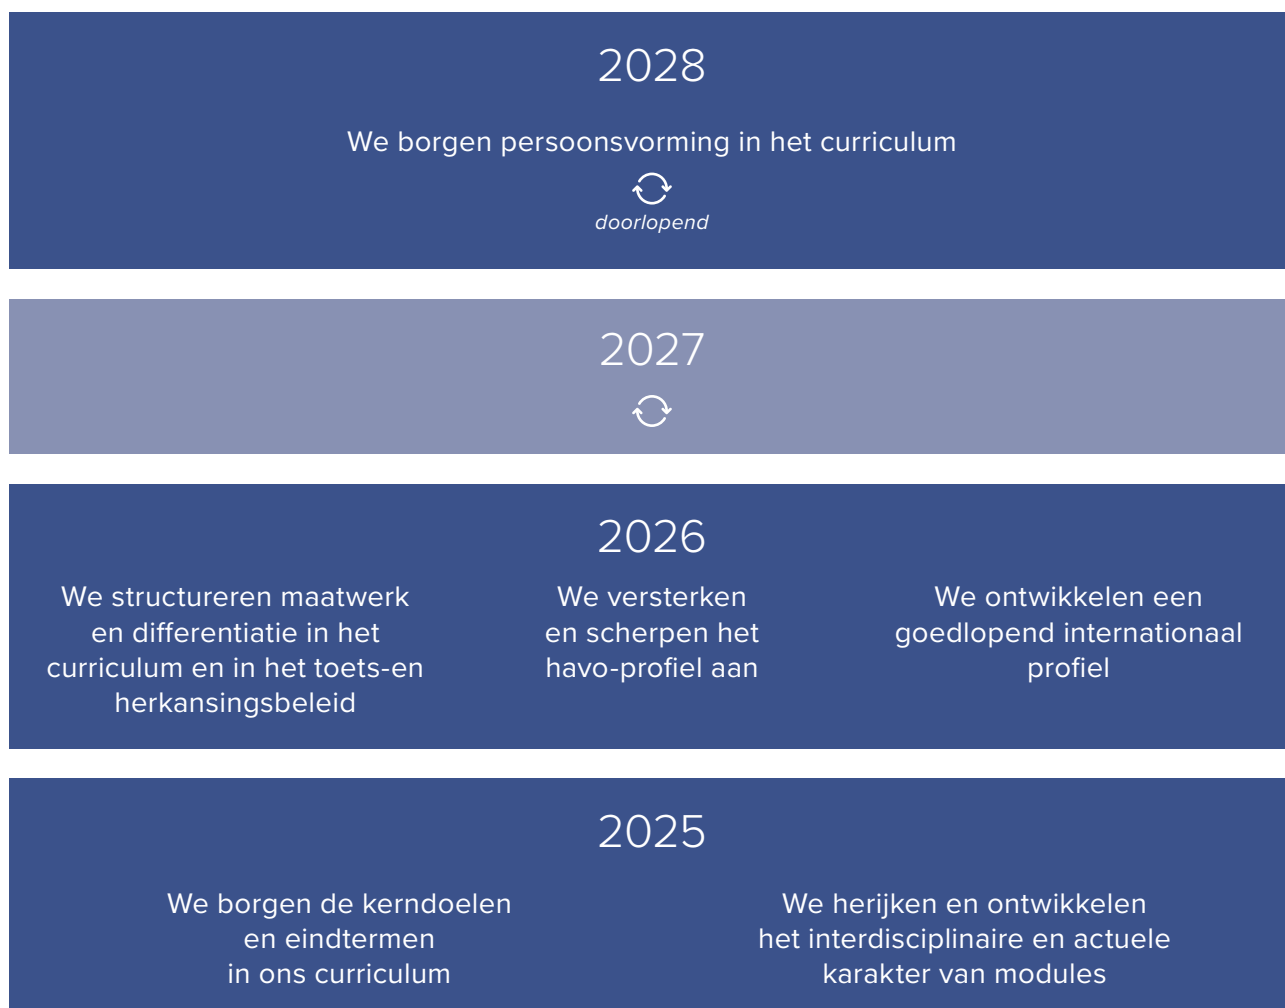 2028
We borgen persoonsvorming in het curriculum
doorlopend
2027
2026
We structureren maatwerk
en differentiatie in het
curriculum en in het toets-en
herkansingsbeleid
We versterken
en scherpen het
havo-profiel aan
We ontwikkelen een
goedlopend internationaal
profiel
2025
We borgen de kerndoelen
en eindtermen
in ons curriculum
We herijken en ontwikkelen
het interdisciplinaire en actuele
karakter van modules